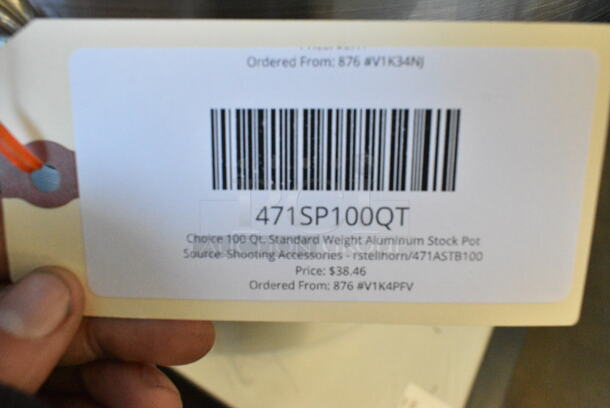 Ordered From: 876 #V1K34NJ
471SP100QT
Choice 100 Qt. Standard Weight Aluminum Stock Pot
Source: Shooting Accessories - rstellhorn/471ASTB100
Price: $38.46
Ordered From: 876 #V1K4PFV